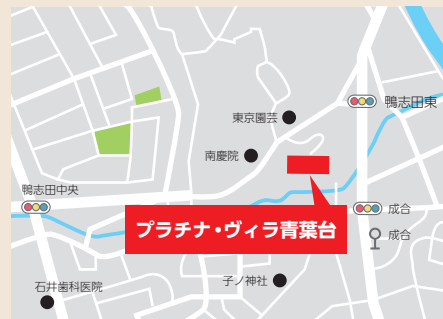 東京園芸
鴨志田東
南慶院
鴨志田中央
成合
プラチナ・ヴィラ青葉台
成合
子ノ神社
石井歯科医院